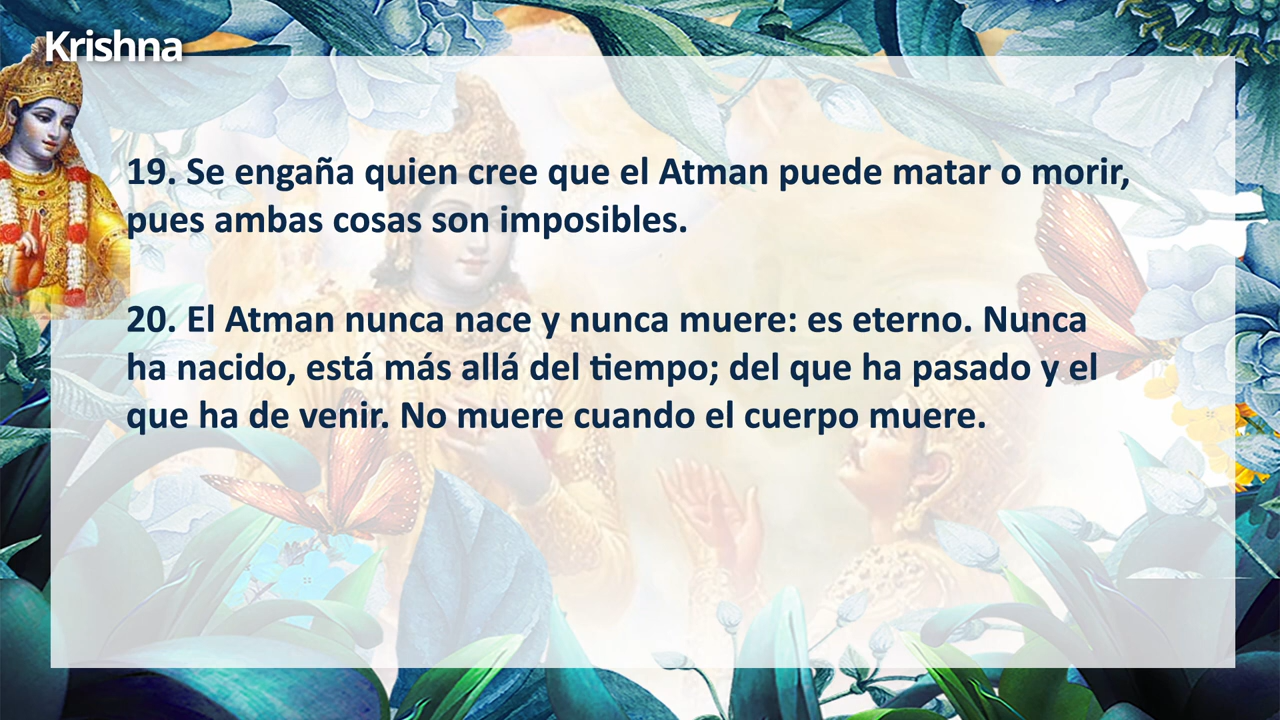 Krishna
19. Se engaña quien cree que el Atman puede matar o morir,
pues ambas cosas son imposibles.
20. El Atman nunca nace y nunca muere: es eterno. Nunca
ha nacido, está más allá del tiempo; del que ha pasado y el
que ha de venir. No muere cuando el cuerpo muere.